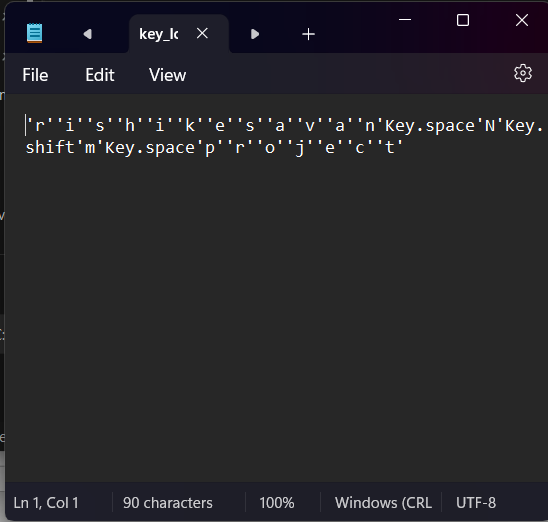 key_lo
File Edit View
'r''i''s''h''i''k''e''s''a''v''a''n'Key.space'N'Key.
shift'm'Key.space'p''r''o''j''e''c''t'
Ln 1, Col 1 90 characters 100% Windows (CRL UTF-8